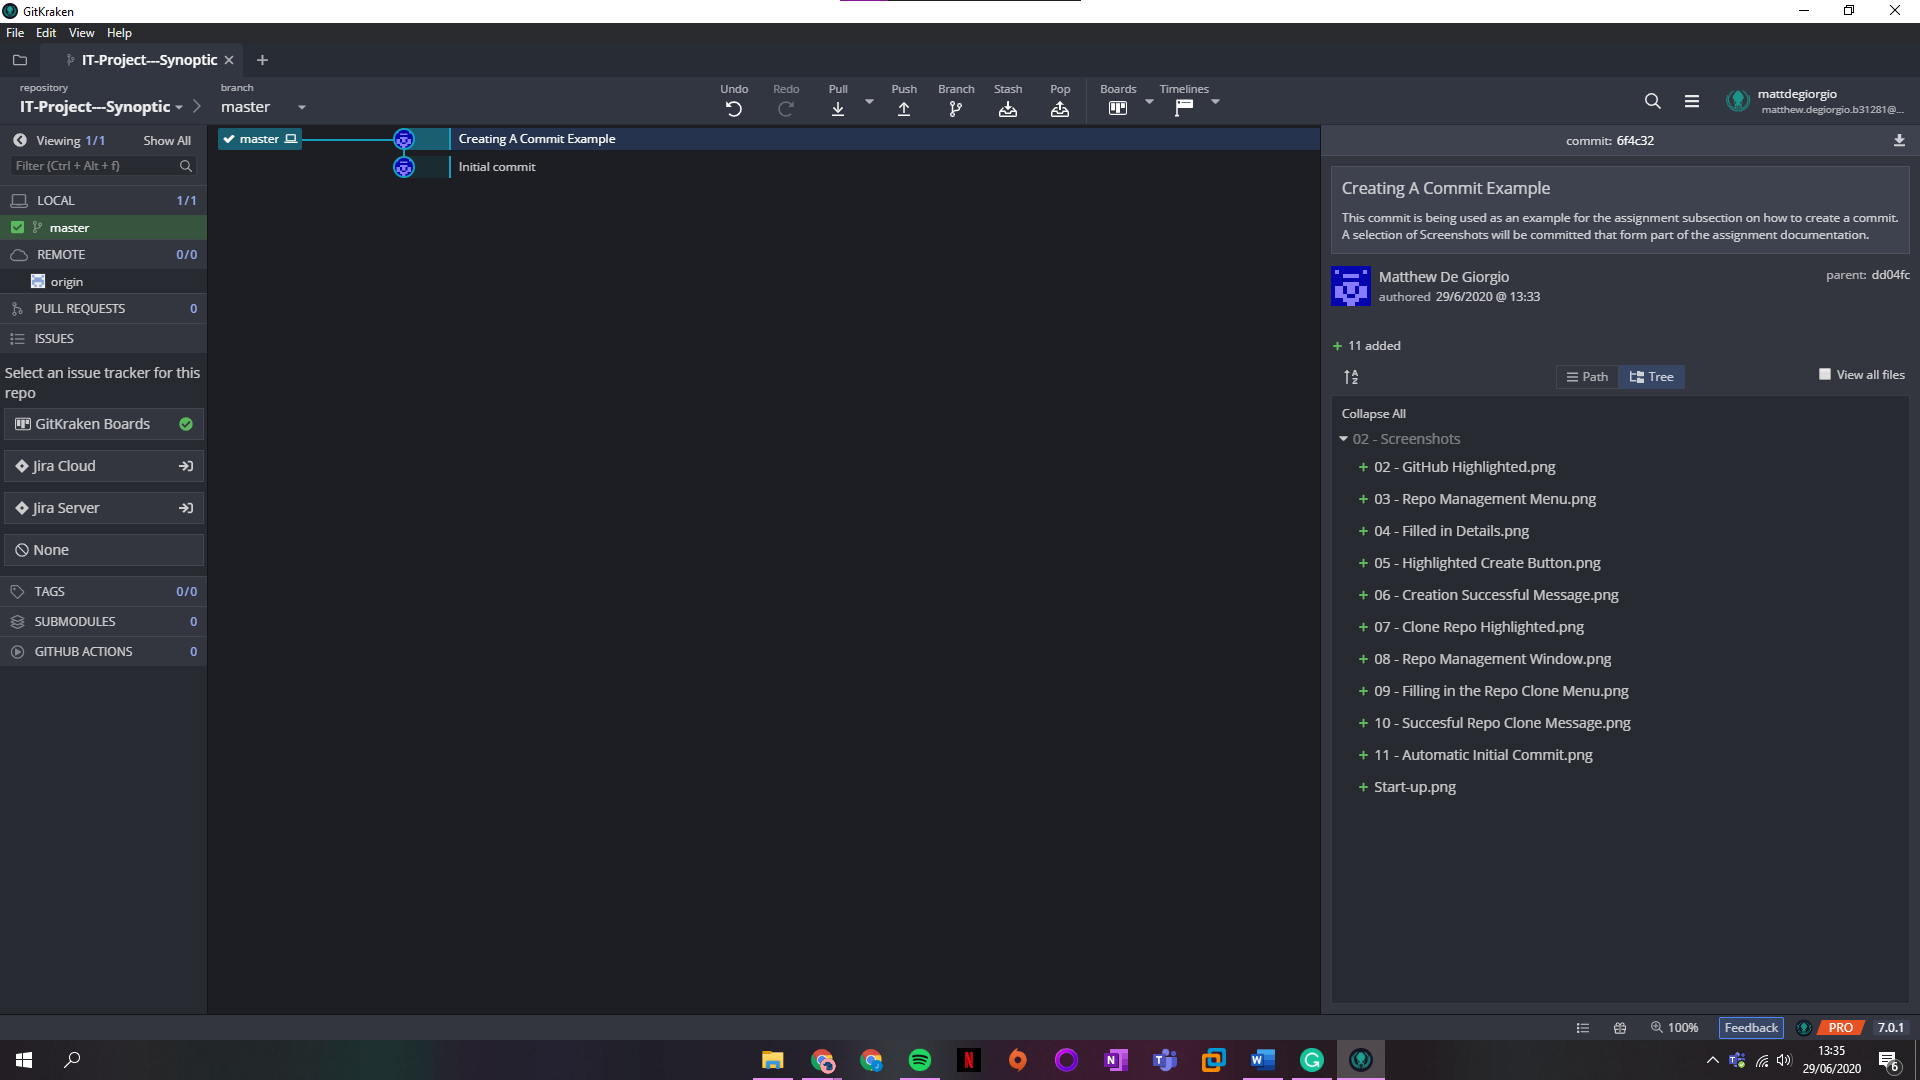 GitKraken
File Edit View Help
IT-Project---Synoptic
repository
IT-Project---Synoptic
branch
master
Undo Redo Pull Push Branch Stash Pop Boards Timelines
mattdegiorgio
matthew.degiorgio.b31281@...
Viewing 1/1 Show All
Filter (Ctrl + Alt + f)
LOCAL 1/1
master
REMOTE 0/0
origin
PULL REQUESTS 0
ISSUES
Select an issue tracker for this
repo
GitKraken Boards
Jira Cloud
Jira Server
None
TAGS 0/0
SUBMODULES 0
GITHUB ACTIONS 0
master
Creating A Commit Example
Initial commit
commit: 6f4c32
Creating A Commit Example
This commit is being used as an example for the assignment subsection on how to create a commit.
A selection of Screenshots will be committed that form part of the assignment documentation.
Matthew De Giorgio
authored 29/6/2020 @ 13:33
parent: dd04fc
+ 11 added
Path Tree
View all files
Collapse All
02 - Screenshots
+ 02 - GitHub Highlighted.png
+ 03 - Repo Management Menu.png
+ 04 - Filled in Details.png
+ 05 - Highlighted Create Button.png
+ 06 - Creation Successful Message.png
+ 07 - Clone Repo Highlighted.png
+ 08 - Repo Management Window.png
+ 09 - Filling in the Repo Clone Menu.png
+ 10 - Succesful Repo Clone Message.png
+ 11 - Automatic Initial Commit.png
+ Start-up.png
100% Feedback PRO 7.0.1
13:35
29/06/2020
6